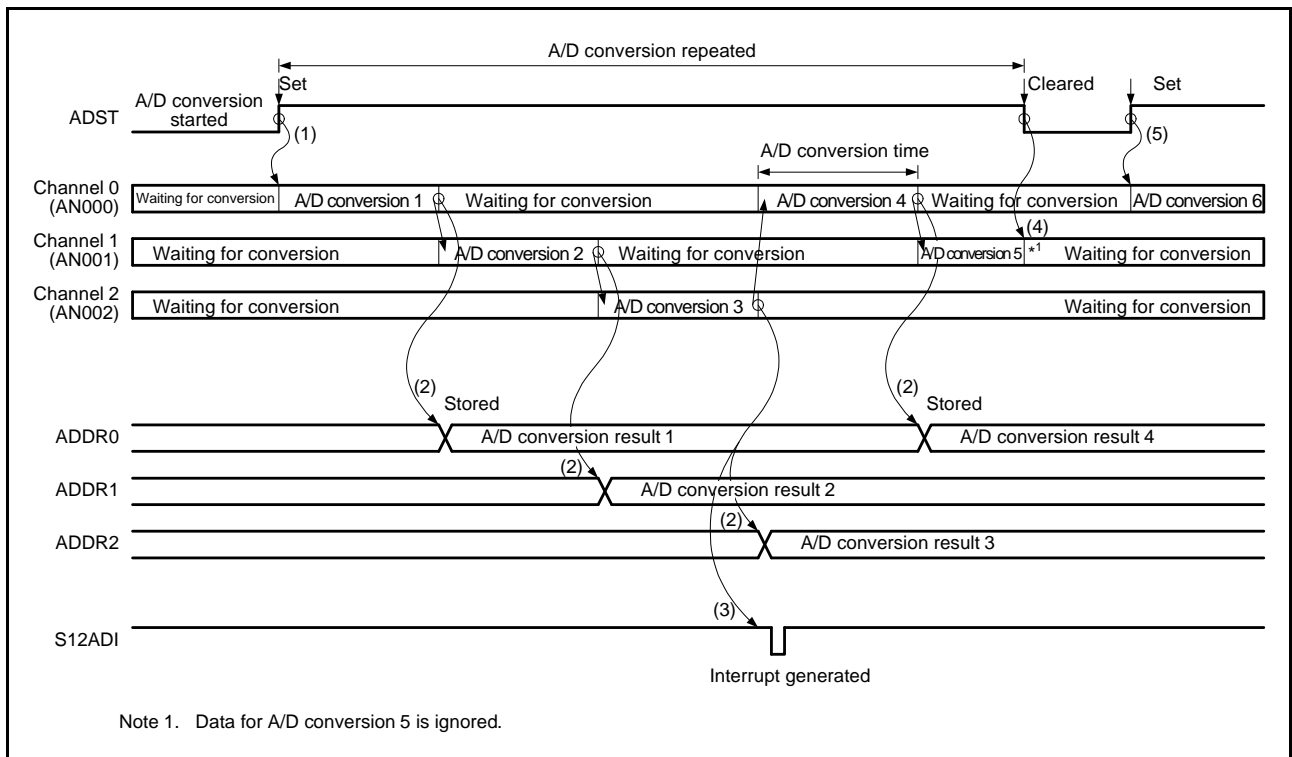 A/D conversion repeated
Set
Cleared
Set
A/D conversion
started
ADST
(1)
(5)
A/D conversion time
Channel 0
(AN000)
Waiting for conversion
A/D conversion 1
Waiting for conversion
A/D conversion 4
Waiting for conversion
A/D conversion 6
(4)
Channel 1
(AN001)
Waiting for conversion
A/D conversion 2
Waiting for conversion
A/D conversion 5
*1
Waiting for conversion
Channel 2
(AN002)
Waiting for conversion
A/D conversion 3
Waiting for conversion
(2)
Stored
(2)
Stored
ADDR0
A/D conversion result 1
A/D conversion result 4
(2)
ADDR1
A/D conversion result 2
(2)
ADDR2
A/D conversion result 3
(3)
S12ADI
Interrupt generated
Note 1. Data for A/D conversion 5 is ignored.